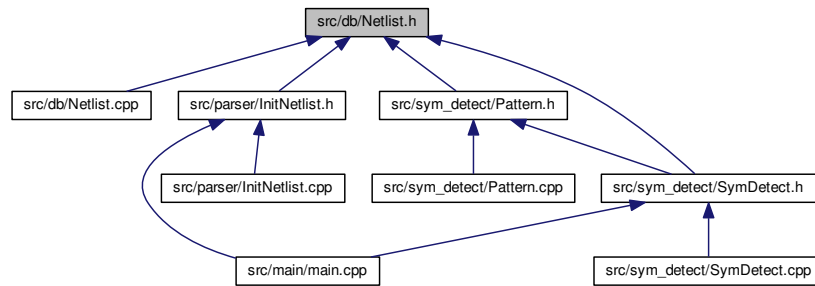 src/db/Netlist.h
src/db/Netlist.cpp
src/parser/InitNetlist.h
src/sym_detect/Pattern.h
src/parser/InitNetlist.cpp
src/sym_detect/Pattern.cpp
src/sym_detect/SymDetect.h
src/main/main.cpp
src/sym_detect/SymDetect.cpp